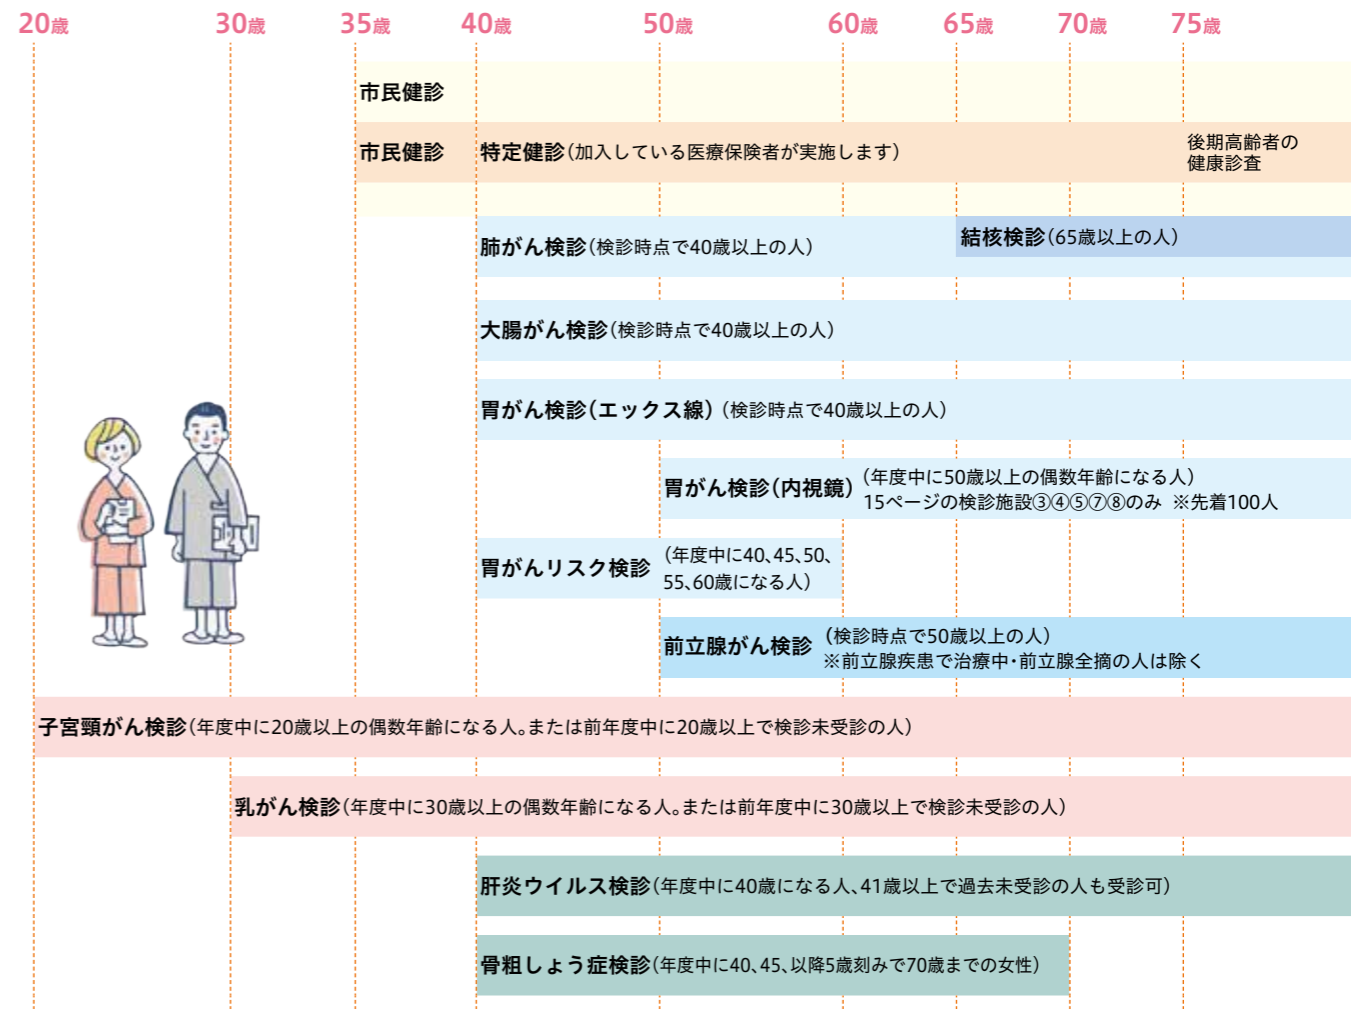 20歳 30歳 35歳 40歳 50歳 60歳 65歳 70歳 75歳
市民健診
市民健診 特定健診(加入している医療保険者が実施します)
後期高齢者の
健康診査
肺がん検診(検診時点で40歳以上の人)
結核検診(65歳以上の人)
大腸がん検診(検診時点で40歳以上の人)
胃がん検診(エックス線)(検診時点で40歳以上の人)
胃がん検診(内視鏡)(年度中に50歳以上の偶数年齢になる人)
15ページの検診施設③④⑤⑦⑧のみ ※先着100人
胃がんリスク検診(年度中に40、45、50、
55、60歳になる人)
前立腺がん検診(検診時点で50歳以上の人)
※前立腺疾患で治療中・前立腺全摘の人は除く
子宮頸がん検診(年度中に20歳以上の偶数年齢になる人。または前年度中に20歳以上で検診未受診の人)
乳がん検診(年度中に30歳以上の偶数年齢になる人。または前年度中に30歳以上で検診未受診の人)
肝炎ウイルス検診(年度中に40歳になる人、41歳以上で過去未受診の人も受診可)
骨粗しょう症検診(年度中に40、45、以降5歳刻みで70歳までの女性)